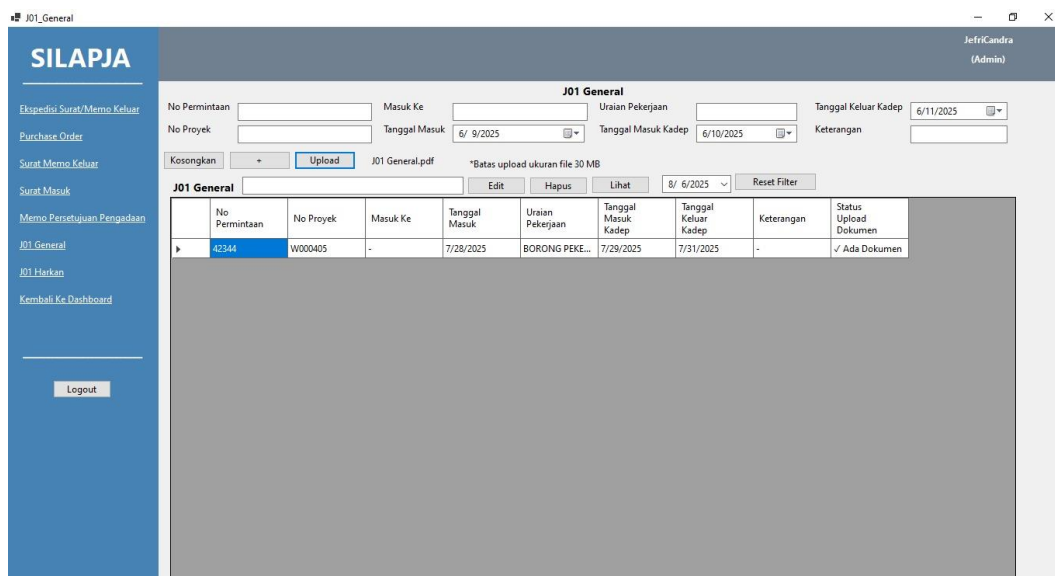 J01_General
SILAPJA
JefriCandra
(Admin)
Ekspedisi Surat/Memo Keluar
Purchase Order
Surat Memo Keluar
Surat Masuk
Memo Persetujuan Pengadaan
J01 General
J01 Harkan
Kembali Ke Dashboard
Logout
J01 General
No Permintaan Masuk Ke Uraian Pekerjaan Tanggal Keluar Kadep 6/11/2025
No Proyek Tanggal Masuk 6/ 9/2025 Tanggal Masuk Kadep 6/10/2025 Keterangan
Kosongkan + Upload J01 General.pdf *Batas upload ukuran file 30 MB
J01 General Edit Hapus Lihat 8/ 6/2025 Reset Filter
No Permintaan No Proyek Masuk Ke Tanggal Masuk Uraian Pekerjaan Tanggal Masuk Kadep Tanggal Keluar Kadep Keterangan Status Upload Dokumen
42344 W000405 - 7/28/2025 BORONG PEKE... 7/29/2025 7/31/2025 - ✓ Ada Dokumen